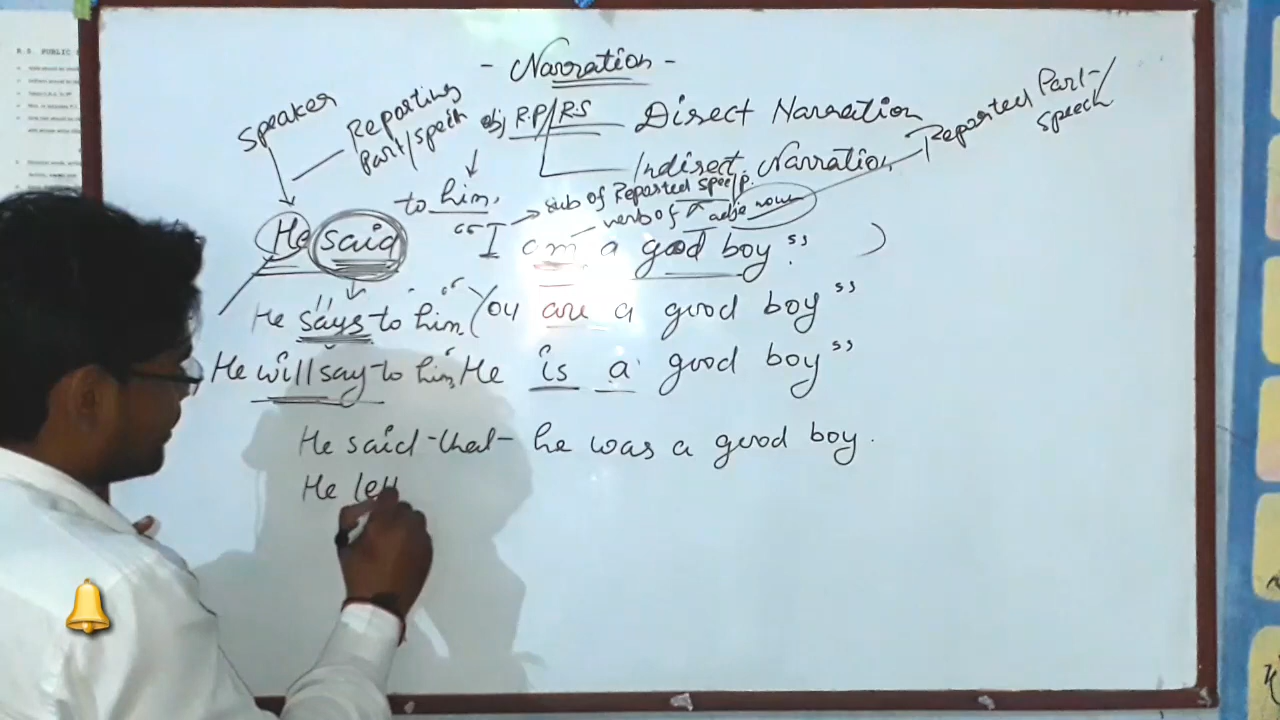 - Narration -
Speaker
Reporting
Part/speech
obj R.P/R.S Direct Narration
Reported Part/
speech
Indirect Narration
to him,
sub of Reported speech/p.
verb of
He said "I am a good boy".
He says to him "You are a good boy"
He will say to him "He is a good boy"
He said that he was a good boy.
He tell
R.S. PUBLIC